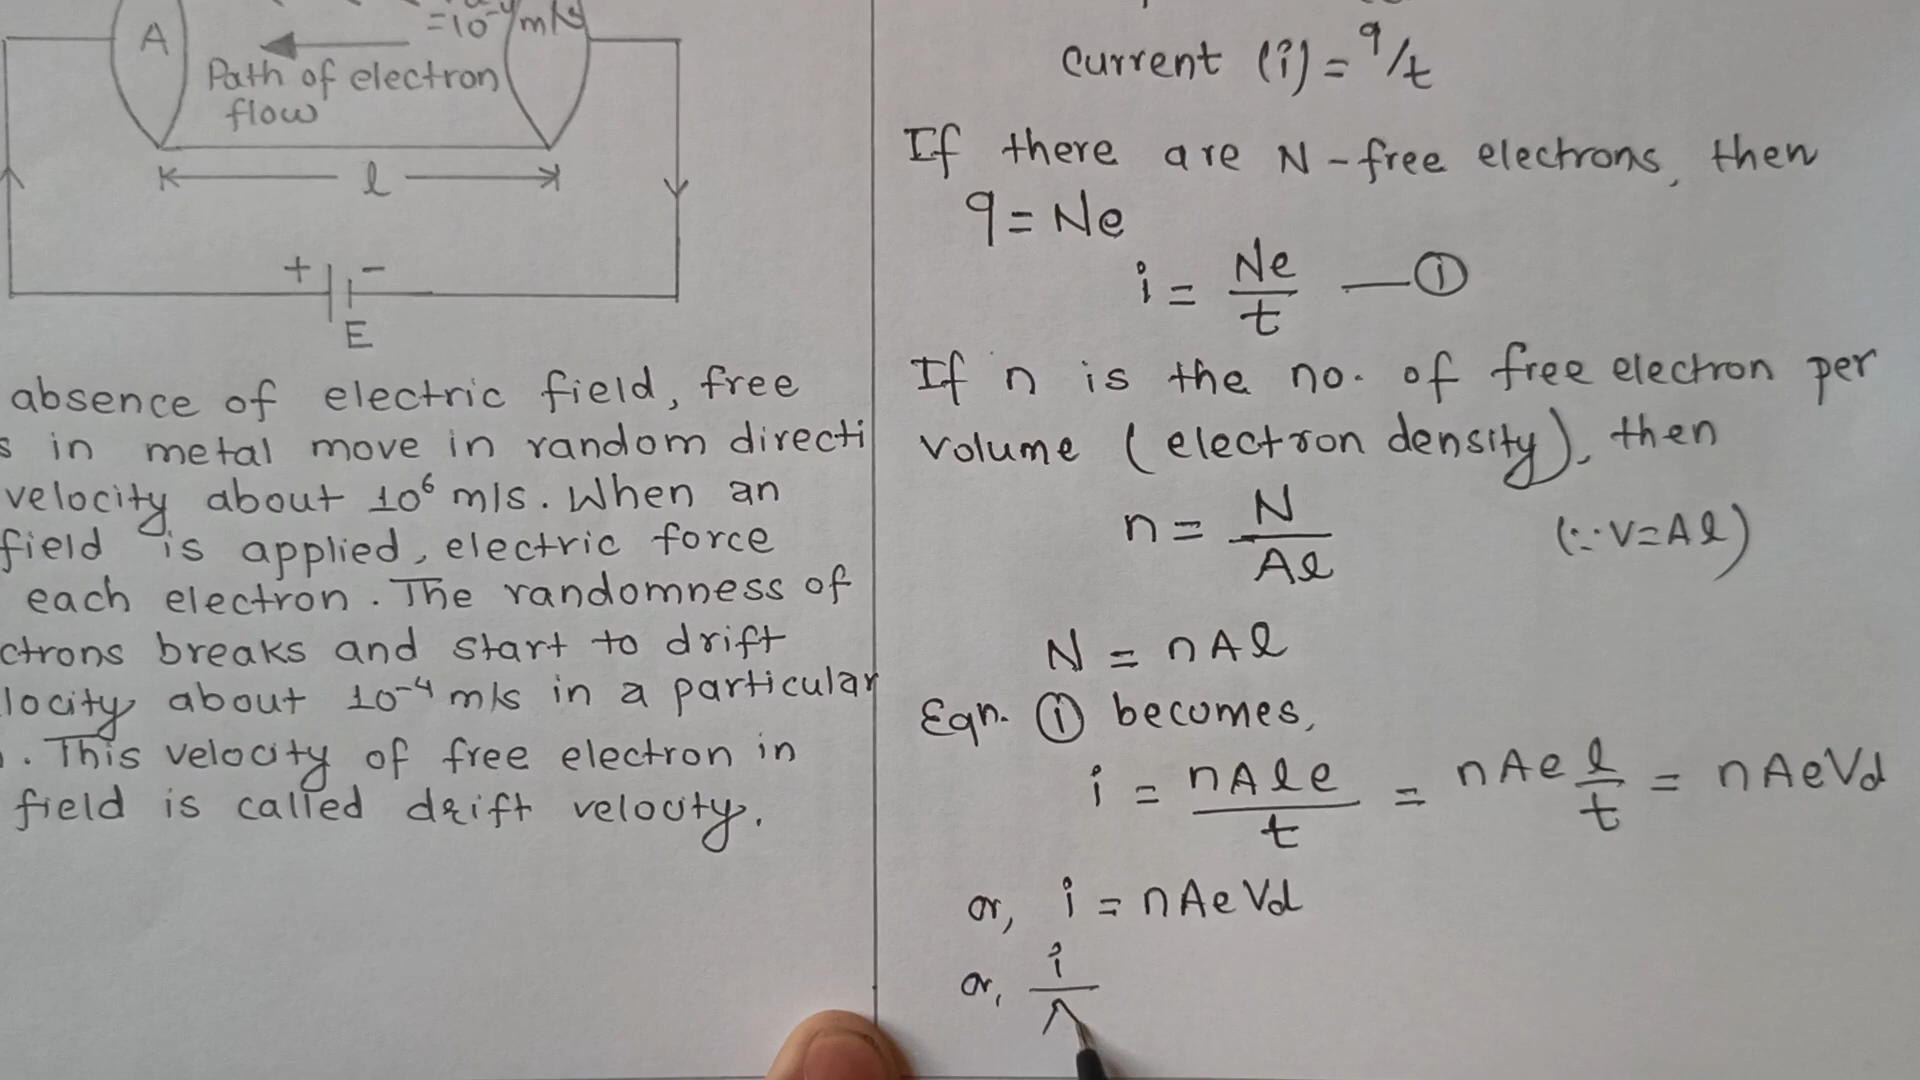 =10⁻⁴ m/s
A
Path of electron
flow
l
+ -
E
absence of electric field, free
s in metal move in random directi
velocity about 10⁶ m/s. When an
field is applied, electric force
each electron. The randomness of
ctrons breaks and start to drift
locity about 10⁻⁴ m/s in a particular
. This velocity of free electron in
field is called drift velocity.
Current (i) = q/t
If there are N-free electrons, then
q = Ne
i = Ne/t — ①
If n is the no. of free electron per
volume (electron density), then
n = N/Al (∵ V=Al)
N = nAl
Eqn. ① becomes,
i = nAle/t = nAe l/t = nAeVd
or, i = nAeVd
or, i/